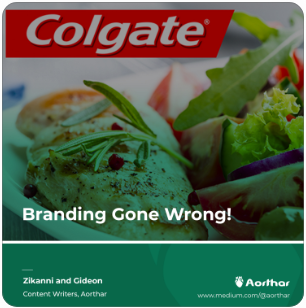 Colgate®
Branding Gone Wrong!
Zikanni and Gideon
Content Writers, Aorthar
Aorthar
www.medium.com/@aorthar